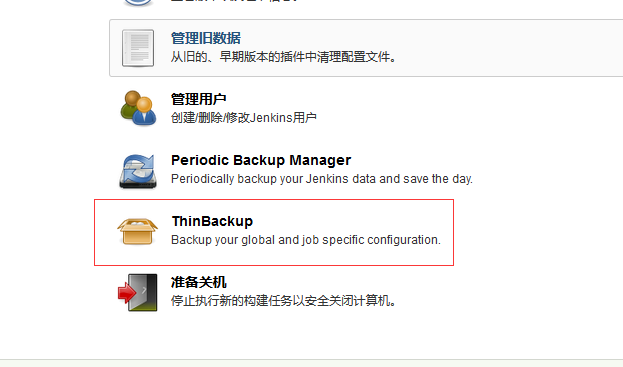 管理旧数据
从旧的、早期版本的插件中清理配置文件。
管理用户
创建/删除/修改Jenkins用户
Periodic Backup Manager
Periodically backup your Jenkins data and save the day.
ThinBackup
Backup your global and job specific configuration.
准备关机
停止执行新的构建任务以安全关闭计算机。